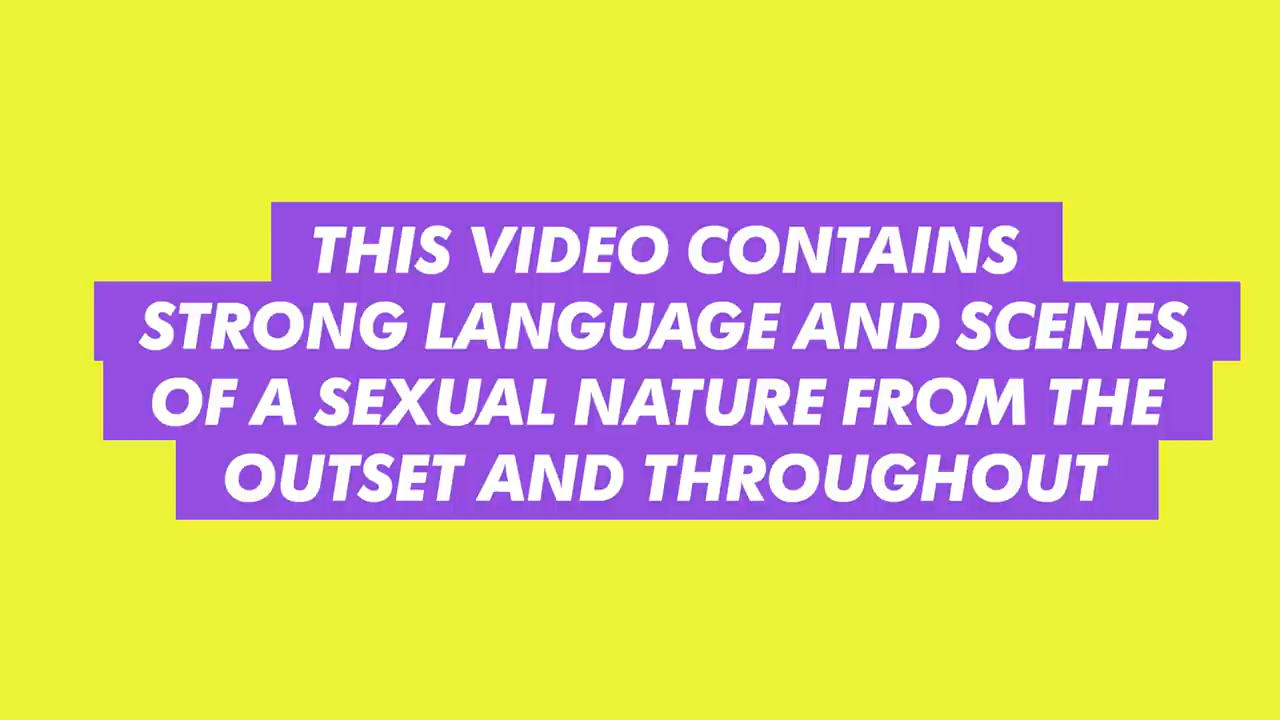 THIS VIDEO CONTAINS
STRONG LANGUAGE AND SCENES
OF A SEXUAL NATURE FROM THE
OUTSET AND THROUGHOUT